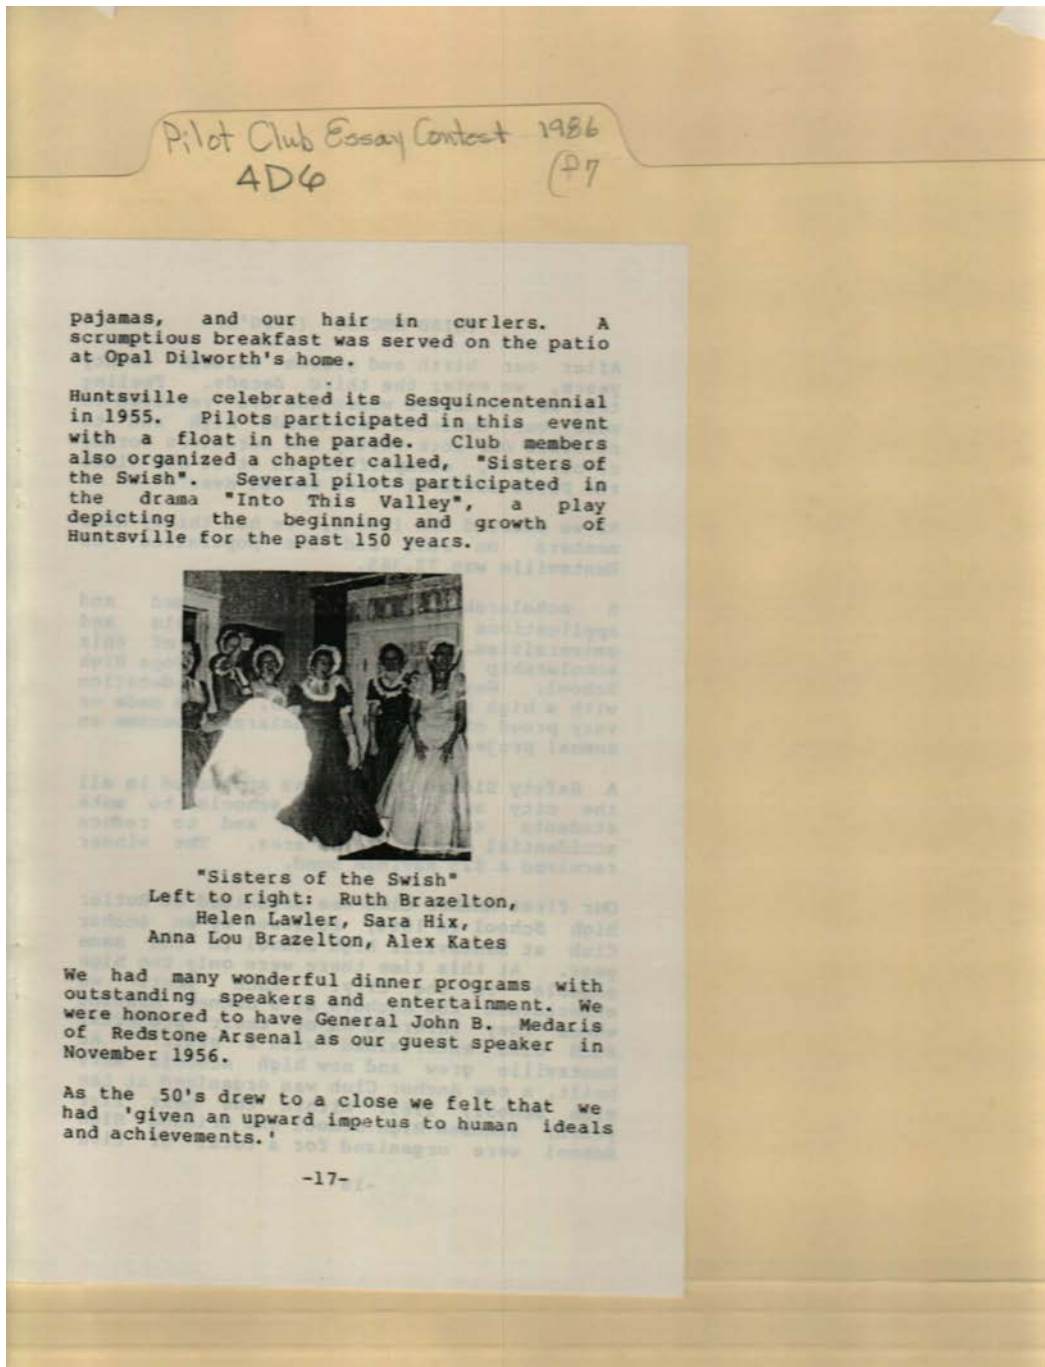 Pilot Club Essay Contest 1986
4D6
pajamas, and our hair in curlers. A
scrumptious breakfast was served on the patio
at Opal Dilworth's home.
Huntsville celebrated its Sesquincentennial
in 1955. Pilots participated in this event
with a float in the parade. Club members
also organized a chapter called, "Sisters of
the Swish". Several pilots participated in
the drama "Into This Valley", a play
depicting the beginning and growth of
Huntsville for the past 150 years.
"Sisters of the Swish"
Left to right: Ruth Brazelton,
Helen Lawler, Sara Hix,
Anna Lou Brazelton, Alex Kates
We had many wonderful dinner programs with
outstanding speakers and entertainment. We
were honored to have General John B. Medaris
of Redstone Arsenal as our guest speaker in
November 1956.
As the 50's drew to a close we felt that we
had 'given an upward impetus to human ideals
and achievements.'
-17-